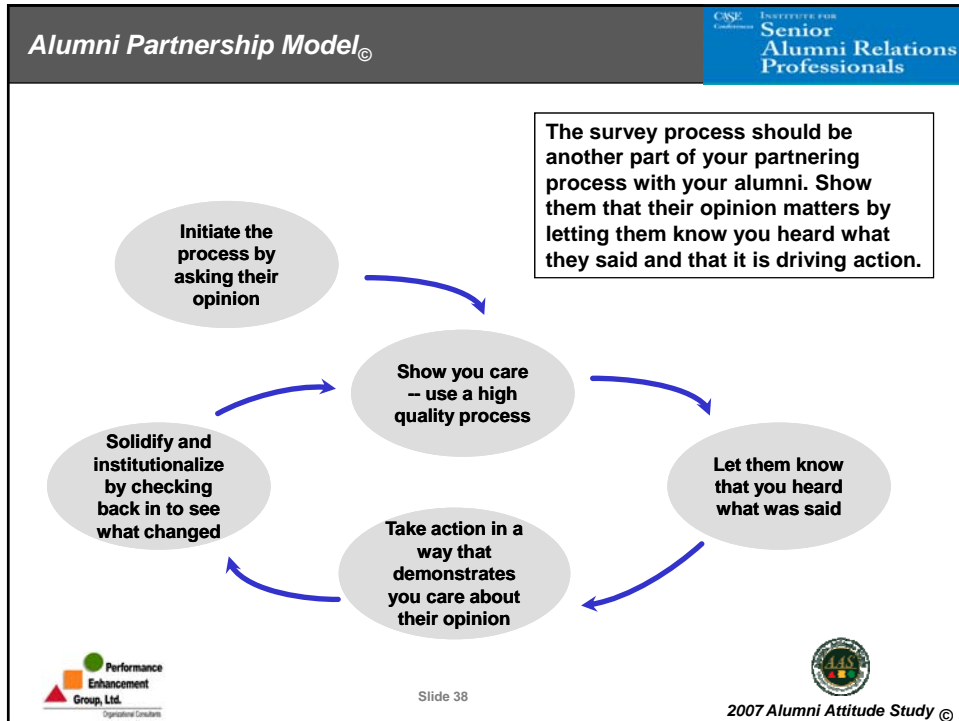 Alumni Partnership Model©
CASE Conference
INSTITUTE FOR
Senior
Alumni Relations
Professionals
The survey process should be
another part of your partnering
process with your alumni. Show
them that their opinion matters by
letting them know you heard what
they said and that it is driving action.
Initiate the
process by
asking their
opinion
Show you care
-- use a high
quality process
Let them know
that you heard
what was said
Take action in a
way that
demonstrates
you care about
their opinion
Solidify and
institutionalize
by checking
back in to see
what changed
Performance
Enhancement
Group, Ltd.
Organizational Consultants
Slide 38
AAS
2007 Alumni Attitude Study ©